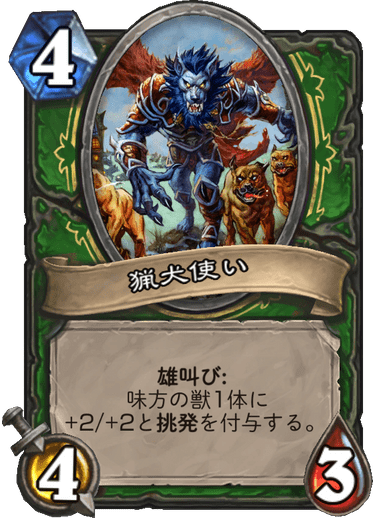 4
猟犬使い
雄叫び:
味方の獣1体に
+2/+2と挑発を付与する。
4
3